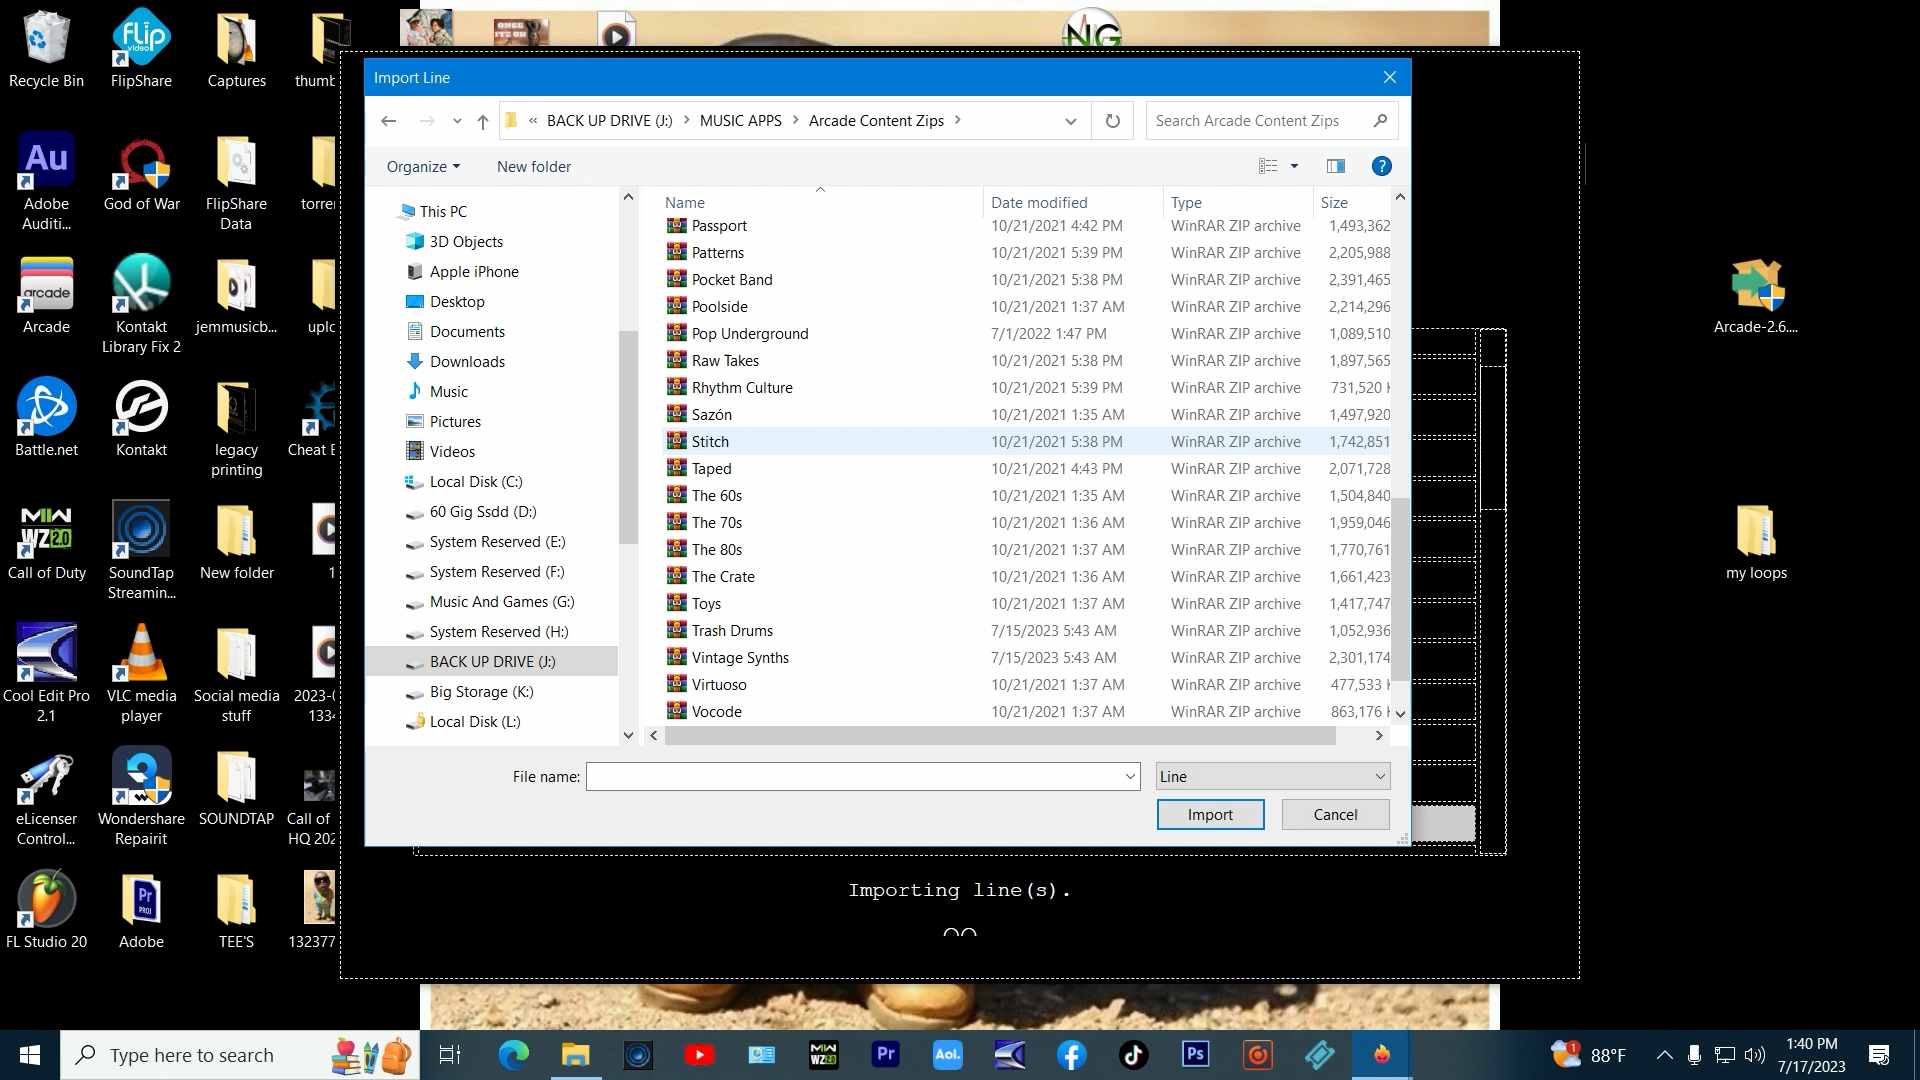 Recycle Bin
FlipShare
Captures
thumb
Adobe
Auditi...
God of War
FlipShare
Data
torre
Arcade
Kontakt
Library Fix 2
jemmusicb...
uplo
Battle.net
Kontakt
legacy
printing
Cheat E
Call of Duty
SoundTap
Streamin...
New folder
1
Cool Edit Pro
2.1
VLC media
player
Social media
stuff
2023-0
133
eLicenser
Control...
Wondershare
Repairit
SOUNDTAP
Call of
HQ 202
FL Studio 20
Adobe
TEE'S
132377
Import Line
« BACK UP DRIVE (J:) > MUSIC APPS > Arcade Content Zips >
Search Arcade Content Zips
Organize
New folder
This PC
3D Objects
Apple iPhone
Desktop
Documents
Downloads
Music
Pictures
Videos
Local Disk (C:)
60 Gig Ssdd (D:)
System Reserved (E:)
System Reserved (F:)
Music And Games (G:)
System Reserved (H:)
BACK UP DRIVE (J:)
Big Storage (K:)
Local Disk (L:)
Name Date modified Type Size
Passport 10/21/2021 4:42 PM WinRAR ZIP archive 1,493,362
Patterns 10/21/2021 5:39 PM WinRAR ZIP archive 2,205,988
Pocket Band 10/21/2021 5:38 PM WinRAR ZIP archive 2,391,465
Poolside 10/21/2021 1:37 AM WinRAR ZIP archive 2,214,296
Pop Underground 7/1/2022 1:47 PM WinRAR ZIP archive 1,089,510
Raw Takes 10/21/2021 5:38 PM WinRAR ZIP archive 1,897,565
Rhythm Culture 10/21/2021 5:39 PM WinRAR ZIP archive 731,520 K
Sazón 10/21/2021 1:35 AM WinRAR ZIP archive 1,497,920
Stitch 10/21/2021 5:38 PM WinRAR ZIP archive 1,742,851
Taped 10/21/2021 4:43 PM WinRAR ZIP archive 2,071,728
The 60s 10/21/2021 1:35 AM WinRAR ZIP archive 1,504,840
The 70s 10/21/2021 1:36 AM WinRAR ZIP archive 1,959,046
The 80s 10/21/2021 1:37 AM WinRAR ZIP archive 1,770,761
The Crate 10/21/2021 1:36 AM WinRAR ZIP archive 1,661,423
Toys 10/21/2021 1:37 AM WinRAR ZIP archive 1,417,747
Trash Drums 7/15/2023 5:43 AM WinRAR ZIP archive 1,052,936
Vintage Synths 7/15/2023 5:43 AM WinRAR ZIP archive 2,301,174
Virtuoso 10/21/2021 1:37 AM WinRAR ZIP archive 477,533 K
Vocode 10/21/2021 1:37 AM WinRAR ZIP archive 863,176 K
File name:
Line
Import
Cancel
Importing line(s).
Arcade-2.6....
my loops
Type here to search
88°F
1:40 PM
7/17/2023